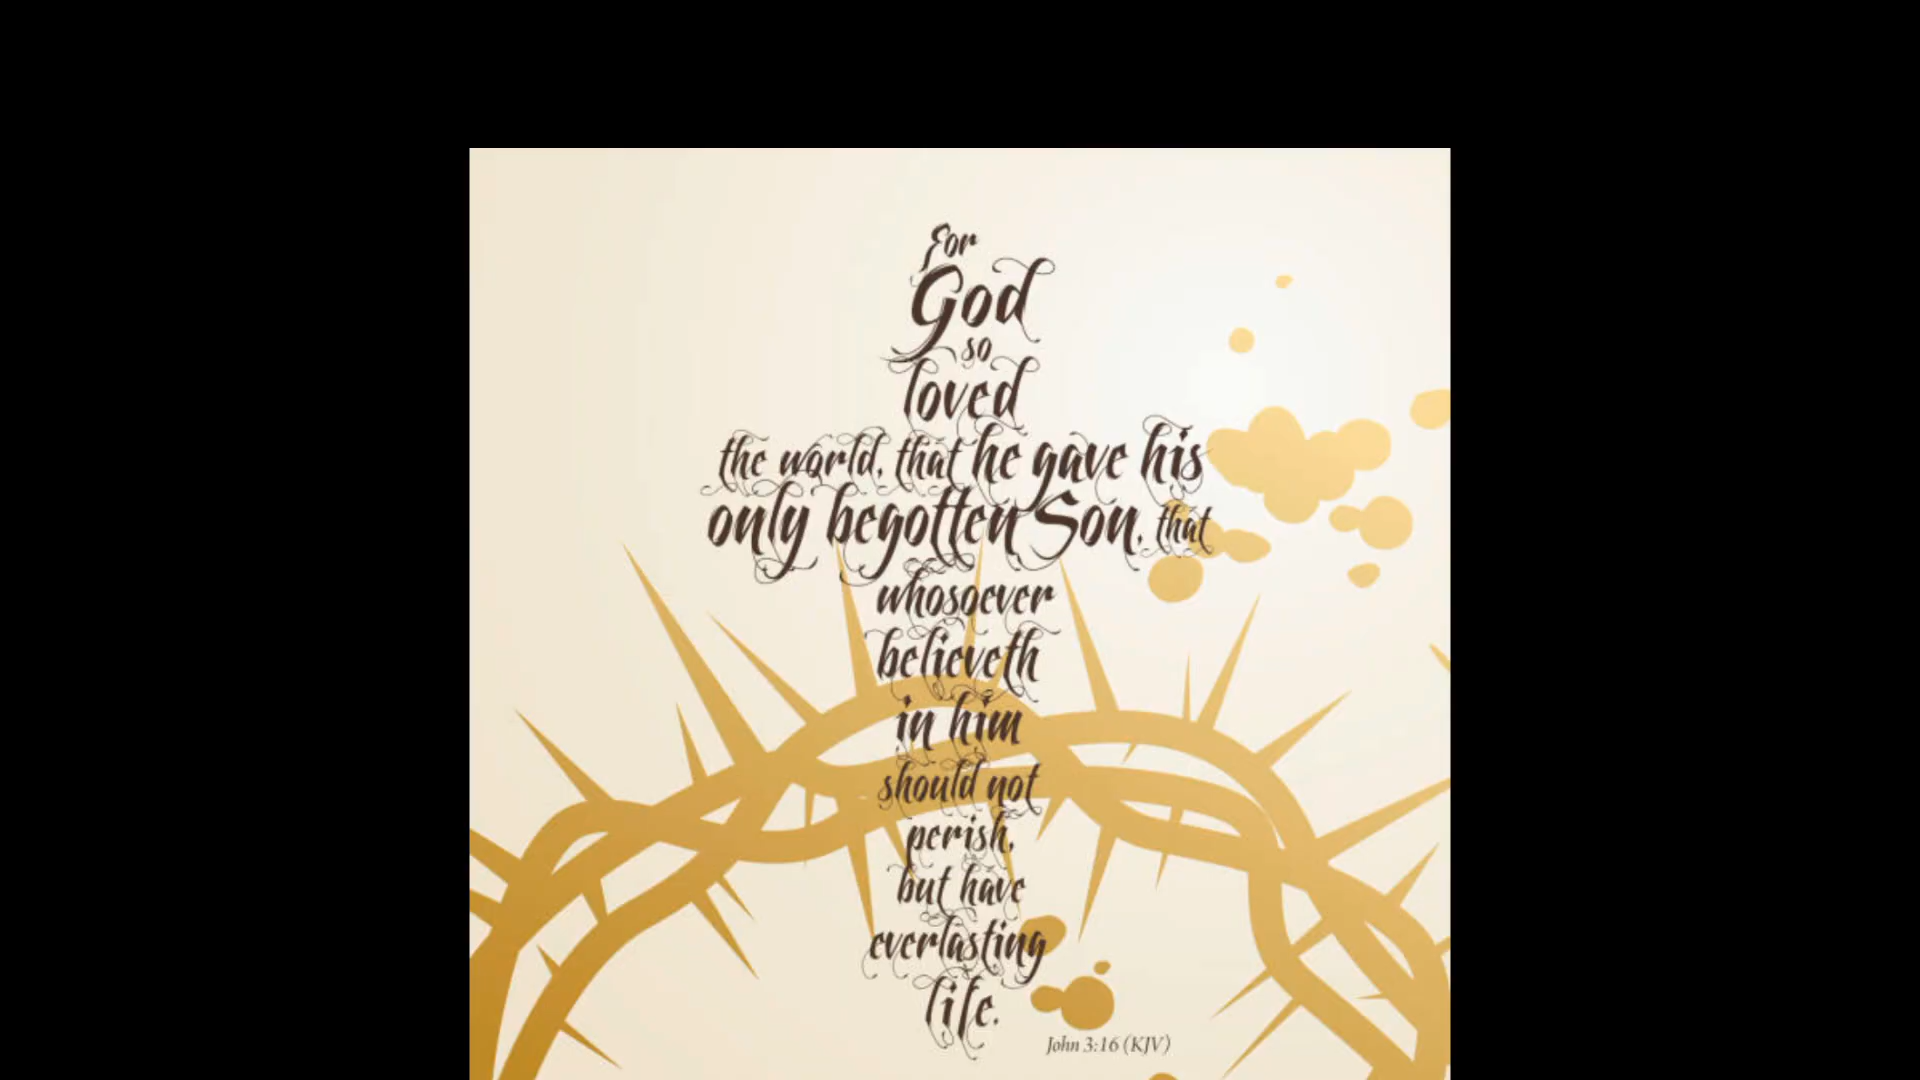 For
God
so
loved
the world, that he gave his
only begotten Son, that
whosoever
believeth
in him
should not
perish,
but have
everlasting
life.
John 3:16 (KJV)